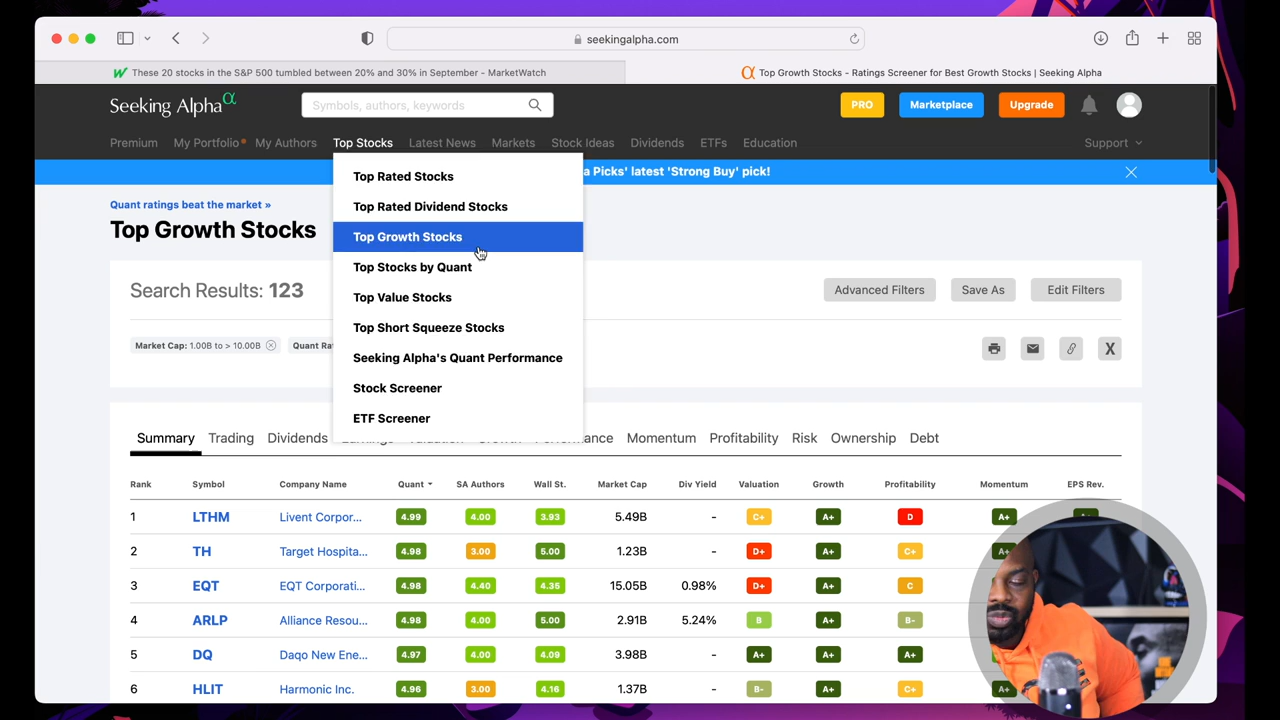 seekingalpha.com
These 20 stocks in the S&P 500 tumbled between 20% and 30% in September - MarketWatch
Top Growth Stocks - Ratings Screener for Best Growth Stocks | Seeking Alpha
Seeking Alpha α
Symbols, authors, keywords
PRO
Marketplace
Upgrade
Premium My Portfolio My Authors Top Stocks Latest News Markets Stock Ideas Dividends ETFs Education Support
Picks' latest 'Strong Buy' pick!
Top Rated Stocks
Top Rated Dividend Stocks
Top Growth Stocks
Top Stocks by Quant
Top Value Stocks
Top Short Squeeze Stocks
Seeking Alpha's Quant Performance
Stock Screener
ETF Screener
Quant ratings beat the market »
Top Growth Stocks
Search Results: 123
Advanced Filters Save As Edit Filters
Market Cap: 1.00B to > 10.00B
X
Summary Trading Dividends Momentum Profitability Risk Ownership Debt
Rank Symbol Company Name Quant SA Authors Wall St. Market Cap Div Yield Valuation Growth Profitability Momentum EPS Rev.
1 LTHM Livent Corpor... 4.99 4.00 3.93 5.49B - C+ A+ D A+
2 TH Target Hospita... 4.98 3.00 5.00 1.23B - D+ A+ C+
3 EQT EQT Corporati... 4.98 4.40 4.35 15.05B 0.98% D+ A+ C
4 ARLP Alliance Resou... 4.98 4.00 5.00 2.91B 5.24% B A+ B-
5 DQ Daqo New Ene... 4.97 4.00 4.09 3.98B - A+ A+ A+
6 HLIT Harmonic Inc. 4.96 3.00 4.16 1.37B - B- A+ C+